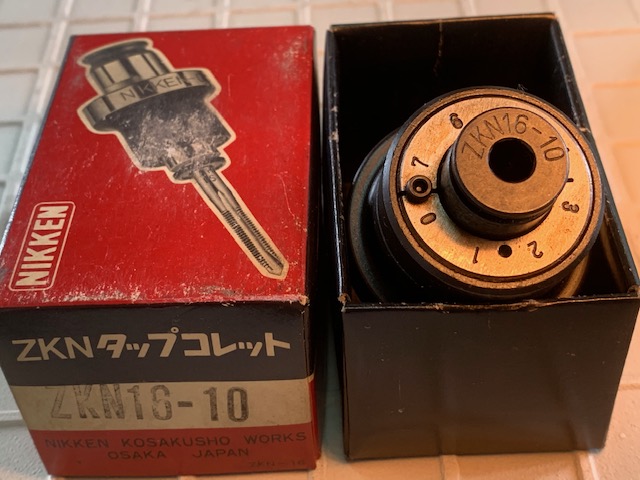 NIKKEN
NIKKEN
ZKNタップコレット
ZKN16-10
NIKKEN KOSAKUSHO WORKS
OSAKA JAPAN
ZKN16-10
7
0
1
2
3